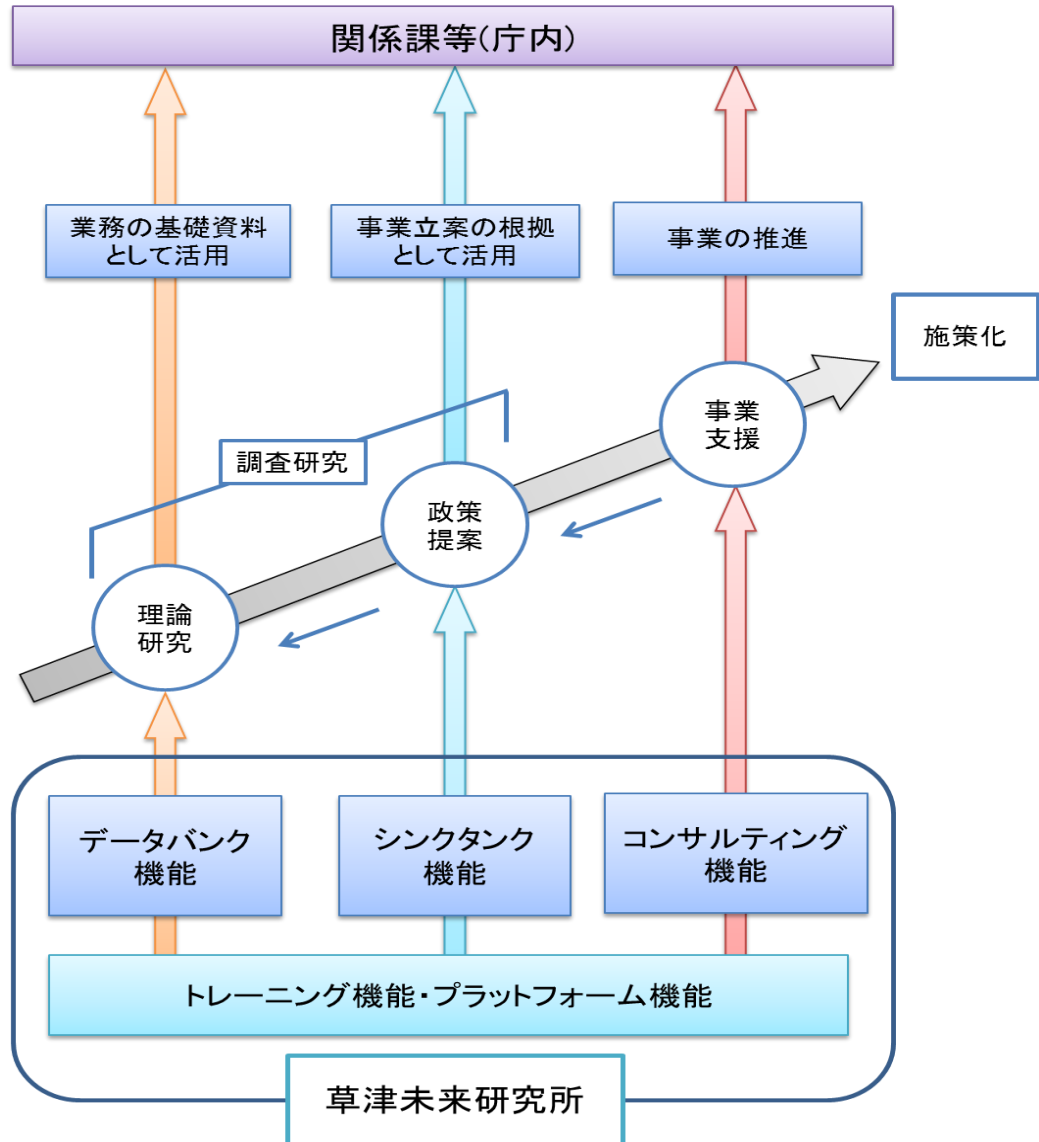 関係課等(庁内)
業務の基礎資料
として活用
事業立案の根拠
として活用
事業の推進
施策化
事業
支援
調査研究
政策
提案
理論
研究
データバンク
機能
シンクタンク
機能
コンサルティング
機能
トレーニング機能・プラットフォーム機能
草津未来研究所